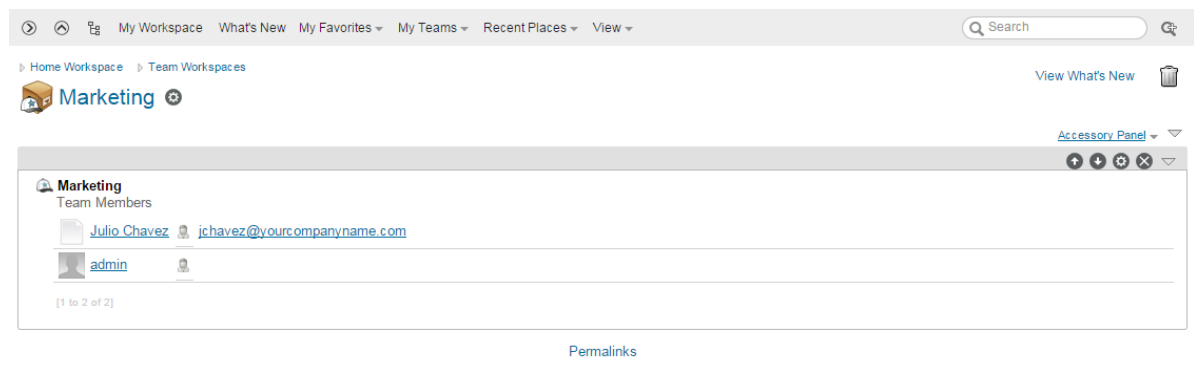 My Workspace What's New My Favorites My Teams Recent Places View Search
Home Workspace Team Workspaces
View What's New
Marketing
Accessory Panel
Marketing
Team Members
Julio Chavez jchavez@yourcompanyname.com
admin
[1 to 2 of 2]
Permalinks